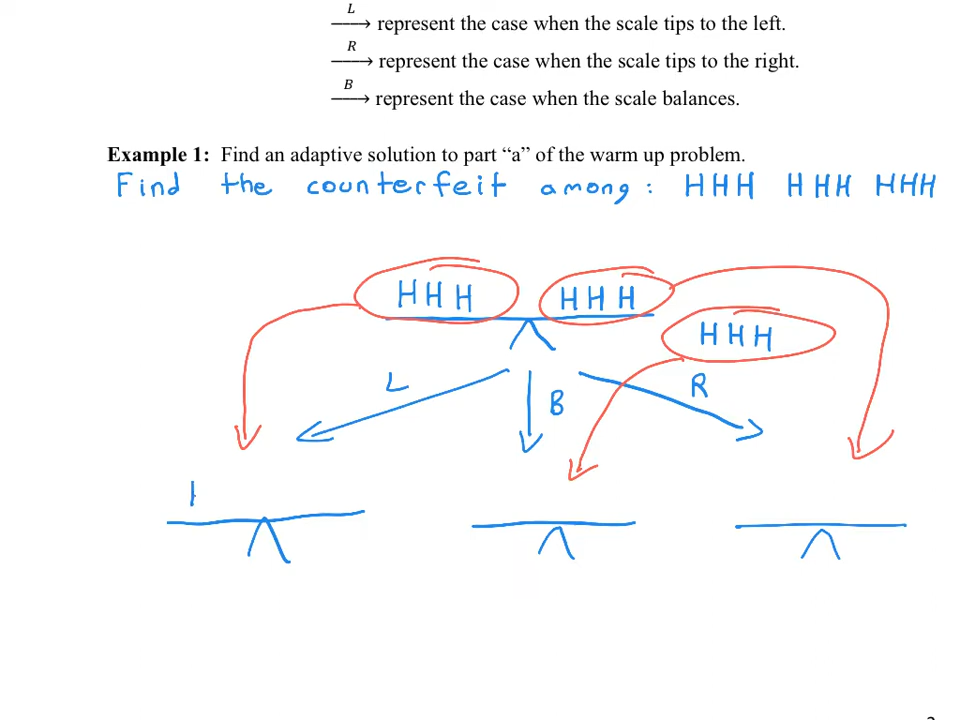 L
→ represent the case when the scale tips to the left.
R
→ represent the case when the scale tips to the right.
B
→ represent the case when the scale balances.
Example 1: Find an adaptive solution to part “a” of the warm up problem.
Find the counterfeit among: HHH HHH HHH
HHH HHH
HHH
L B R